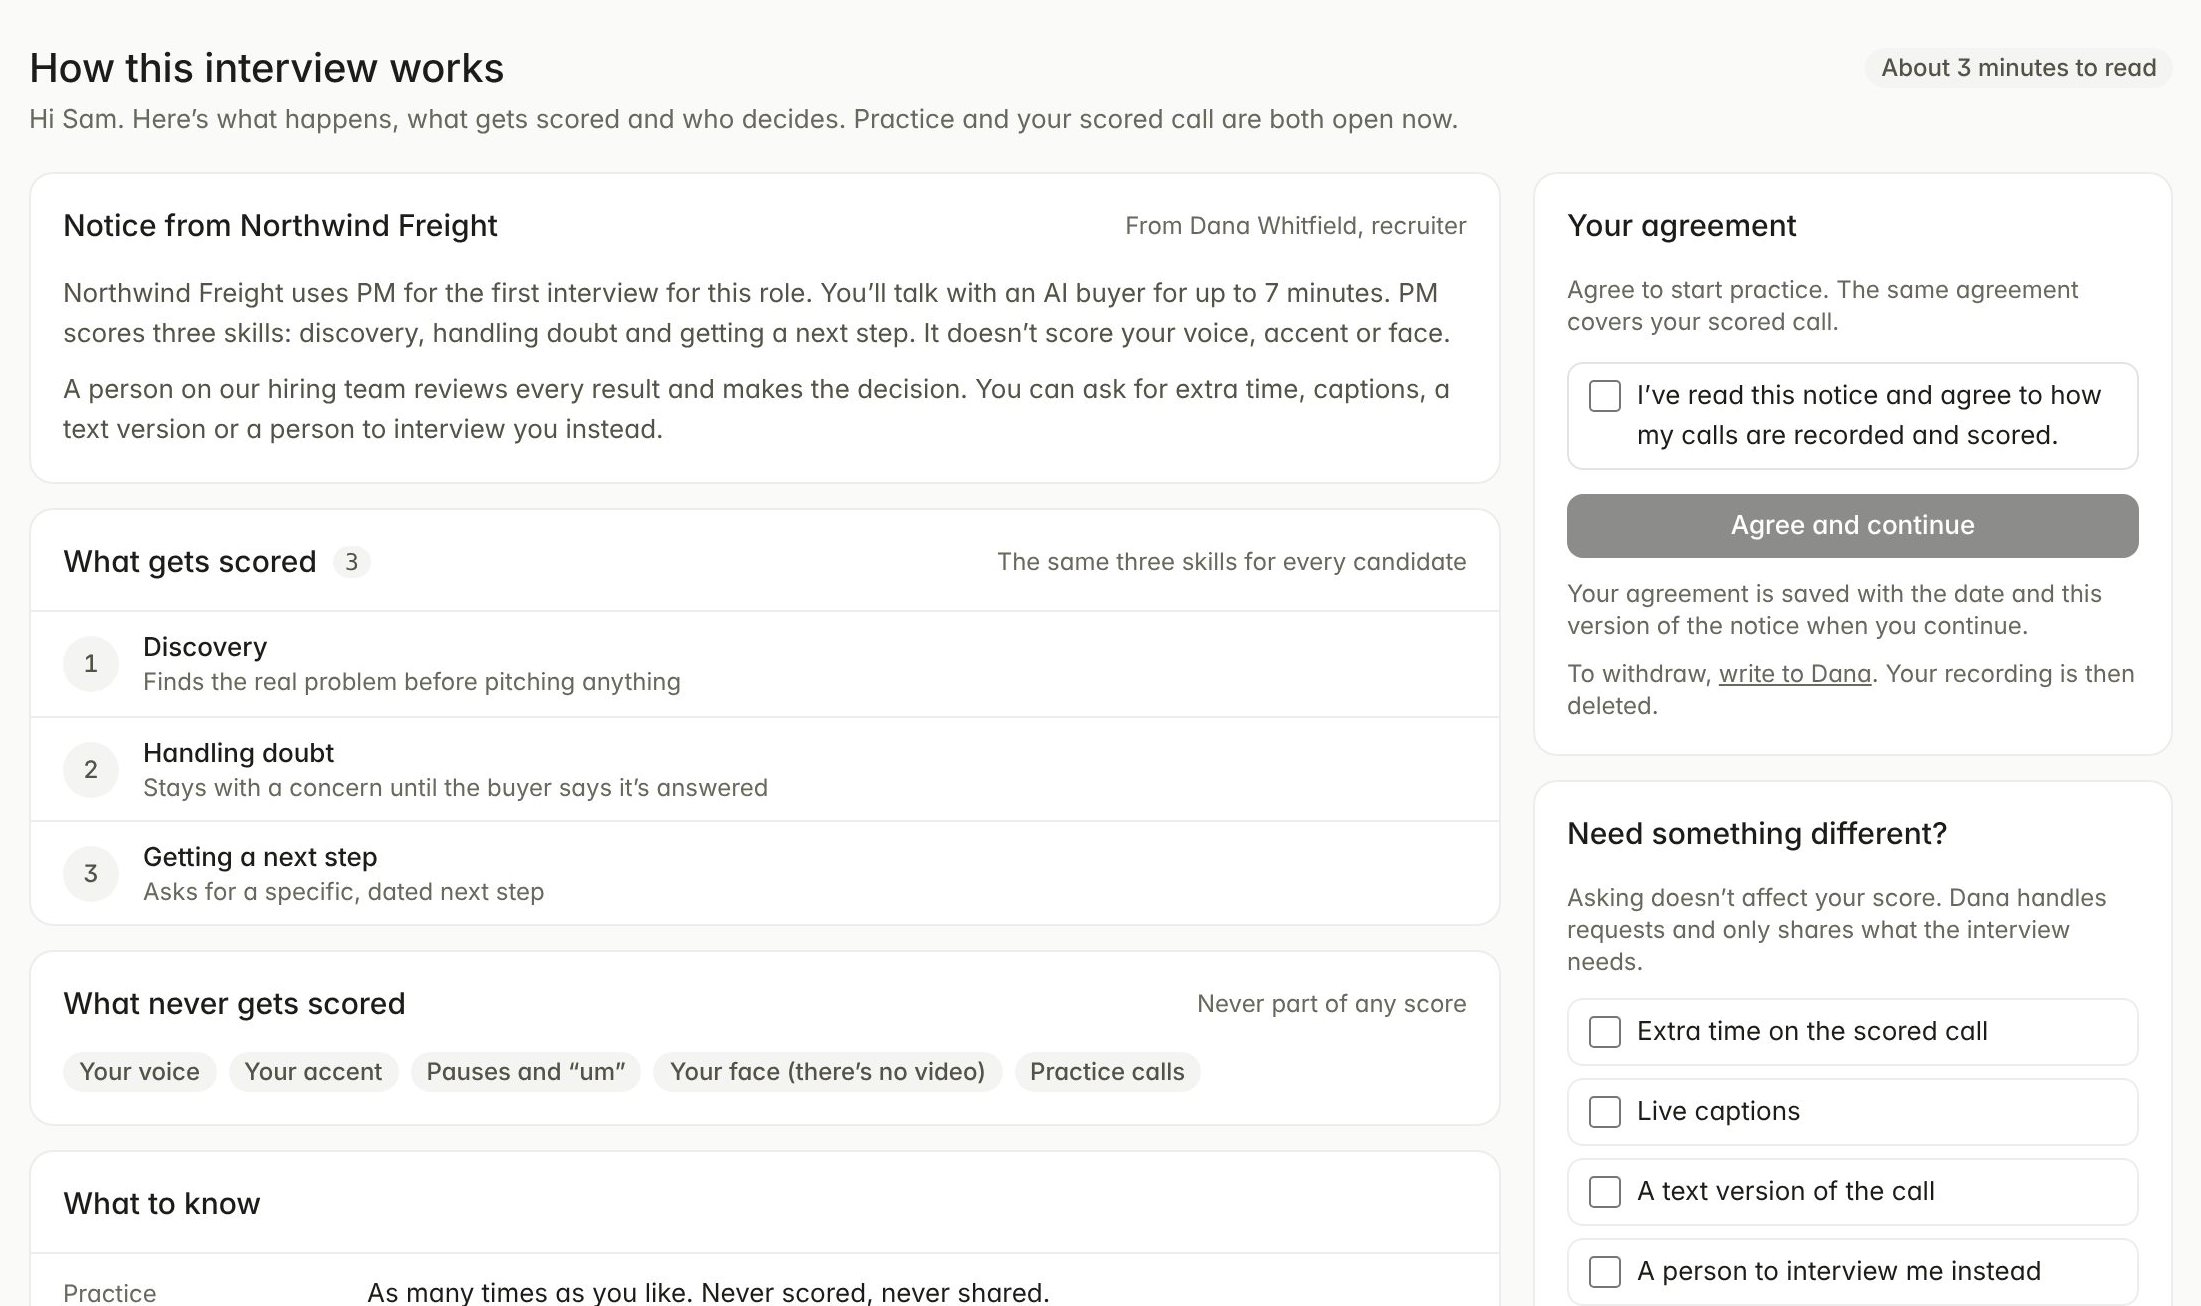 How this interview works
About 3 minutes to read
Hi Sam. Here’s what happens, what gets scored and who decides. Practice and your scored call are both open now.
Notice from Northwind Freight
From Dana Whitfield, recruiter
Northwind Freight uses PM for the first interview for this role. You’ll talk with an AI buyer for up to 7 minutes. PM
scores three skills: discovery, handling doubt and getting a next step. It doesn’t score your voice, accent or face.
A person on our hiring team reviews every result and makes the decision. You can ask for extra time, captions, a
text version or a person to interview you instead.
What gets scored 3
The same three skills for every candidate
1
Discovery
Finds the real problem before pitching anything
2
Handling doubt
Stays with a concern until the buyer says it’s answered
3
Getting a next step
Asks for a specific, dated next step
What never gets scored
Never part of any score
Your voice
Your accent
Pauses and “um”
Your face (there’s no video)
Practice calls
What to know
Practice
As many times as you like. Never scored, never shared.
Your agreement
Agree to start practice. The same agreement
covers your scored call.
I’ve read this notice and agree to how
my calls are recorded and scored.
Agree and continue
Your agreement is saved with the date and this
version of the notice when you continue.
To withdraw, write to Dana. Your recording is then
deleted.
Need something different?
Asking doesn’t affect your score. Dana handles
requests and only shares what the interview
needs.
Extra time on the scored call
Live captions
A text version of the call
A person to interview me instead